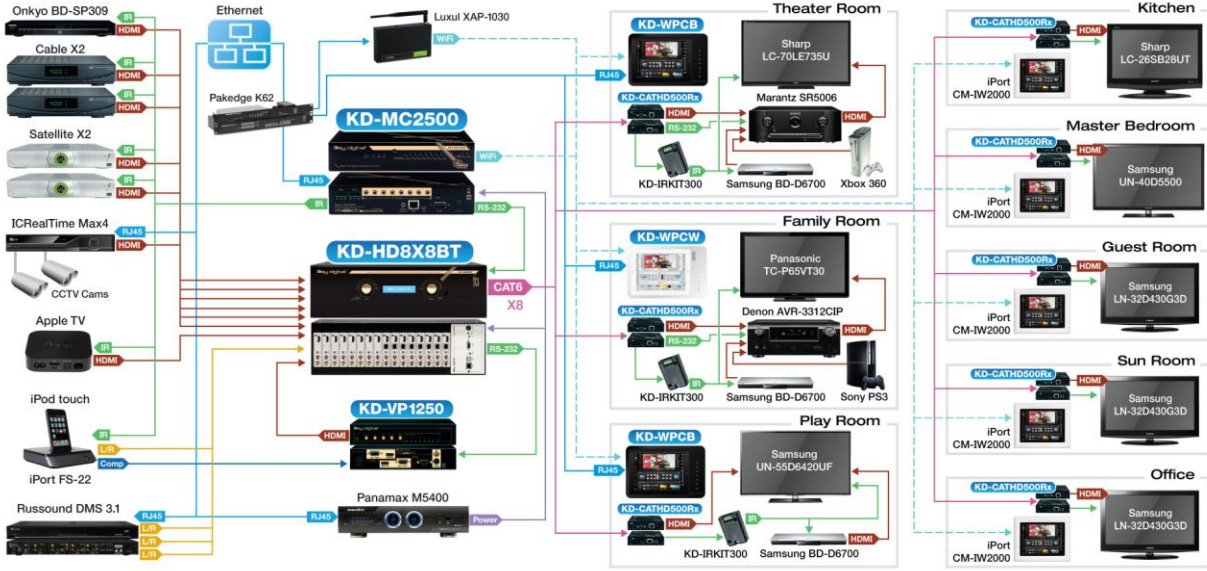 Onkyo BD-SP309
IR
HDMI
Cable X2
IR
HDMI
IR
HDMI
Satellite X2
IR
HDMI
IR
HDMI
ICRealTime Max4
RJ45
HDMI
CCTV Cams
Apple TV
IR
HDMI
iPod touch
IR
L/R
Comp
iPort FS-22
Russound DMS 3.1
RJ45
L/R
L/R
Ethernet
Luxul XAP-1030
WiFi
Pakedge K62
RJ45
KD-MC2500
WiFi
RJ45
IR
RS-232
KD-HD8X8BT
CAT6
X8
RS-232
KD-VP1250
HDMI
Panamax M5400
RJ45
Power
Theater Room
KD-WPCB
RJ45
Sharp
LC-70LE735U
KD-CATHD500Rx
HDMI
RS-232
Marantz SR5006
HDMI
IR
KD-IRKIT300
Samsung BD-D6700
Xbox 360
Family Room
KD-WPCW
RJ45
Panasonic
TC-P65VT30
KD-CATHD500Rx
HDMI
RS-232
Denon AVR-3312CIP
HDMI
IR
KD-IRKIT300
Samsung BD-D6700
Sony PS3
Play Room
KD-WPCB
RJ45
Samsung
UN-55D6420UF
KD-CATHD500Rx
HDMI
IR
KD-IRKIT300
Samsung BD-D6700
HDMI
Kitchen
KD-CATHD500Rx
HDMI
Sharp
LC-26SB28UT
iPort
CM-IW2000
Master Bedroom
KD-CATHD500Rx
HDMI
Samsung
UN-40D5500
iPort
CM-IW2000
Guest Room
KD-CATHD500Rx
HDMI
Samsung
LN-32D430G3D
iPort
CM-IW2000
Sun Room
KD-CATHD500Rx
HDMI
Samsung
LN-32D430G3D
iPort
CM-IW2000
Office
KD-CATHD500Rx
HDMI
Samsung
LN-32D430G3D
iPort
CM-IW2000